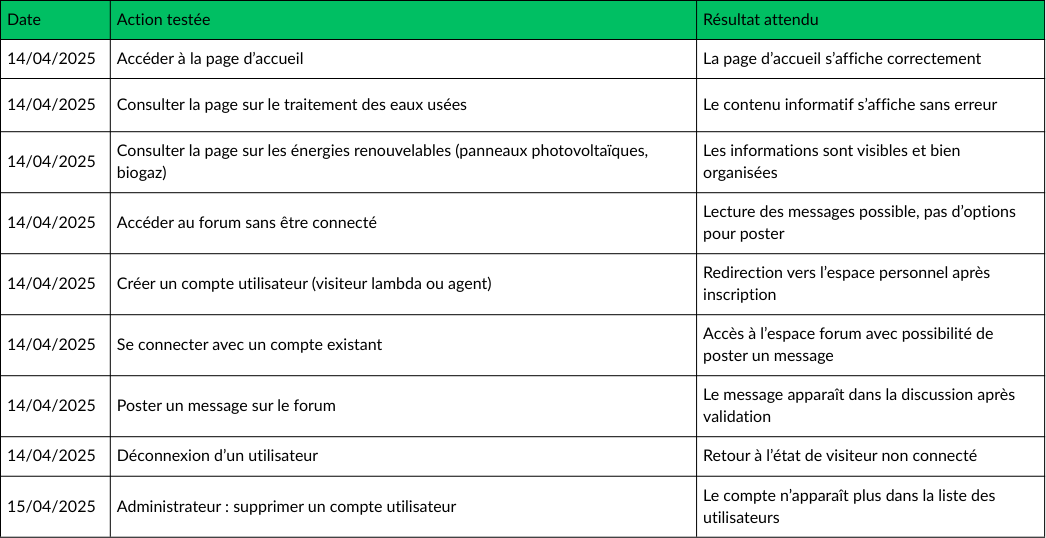 Date Action testée Résultat attendu
14/04/2025 Accéder à la page d’accueil La page d’accueil s’affiche correctement
14/04/2025 Consulter la page sur le traitement des eaux usées Le contenu informatif s’affiche sans erreur
14/04/2025 Consulter la page sur les énergies renouvelables (panneaux photovoltaïques,
biogaz) Les informations sont visibles et bien
organisées
14/04/2025 Accéder au forum sans être connecté Lecture des messages possible, pas d’options
pour poster
14/04/2025 Créer un compte utilisateur (visiteur lambda ou agent) Redirection vers l’espace personnel après
inscription
14/04/2025 Se connecter avec un compte existant Accès à l’espace forum avec possibilité de
poster un message
14/04/2025 Poster un message sur le forum Le message apparaît dans la discussion après
validation
14/04/2025 Déconnexion d’un utilisateur Retour à l’état de visiteur non connecté
15/04/2025 Administrateur : supprimer un compte utilisateur Le compte n’apparaît plus dans la liste des
utilisateurs